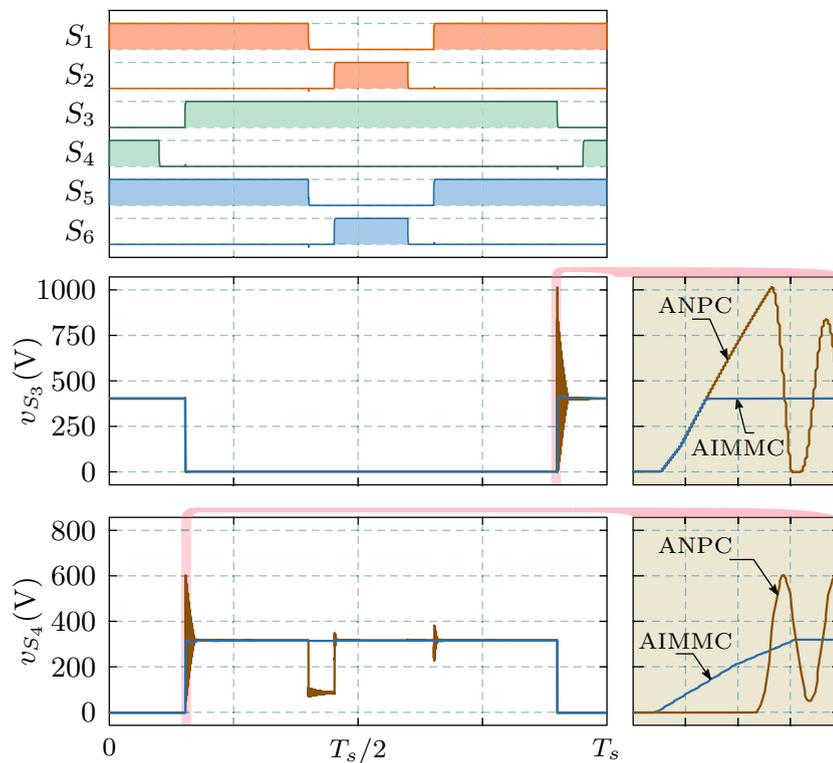 S1
S2
S3
S4
S5
S6
1000
750
500
250
0
vS3 (V)
ANPC
AIMMC
800
600
400
200
0
vS4 (V)
ANPC
AIMMC
0
Ts/2
Ts